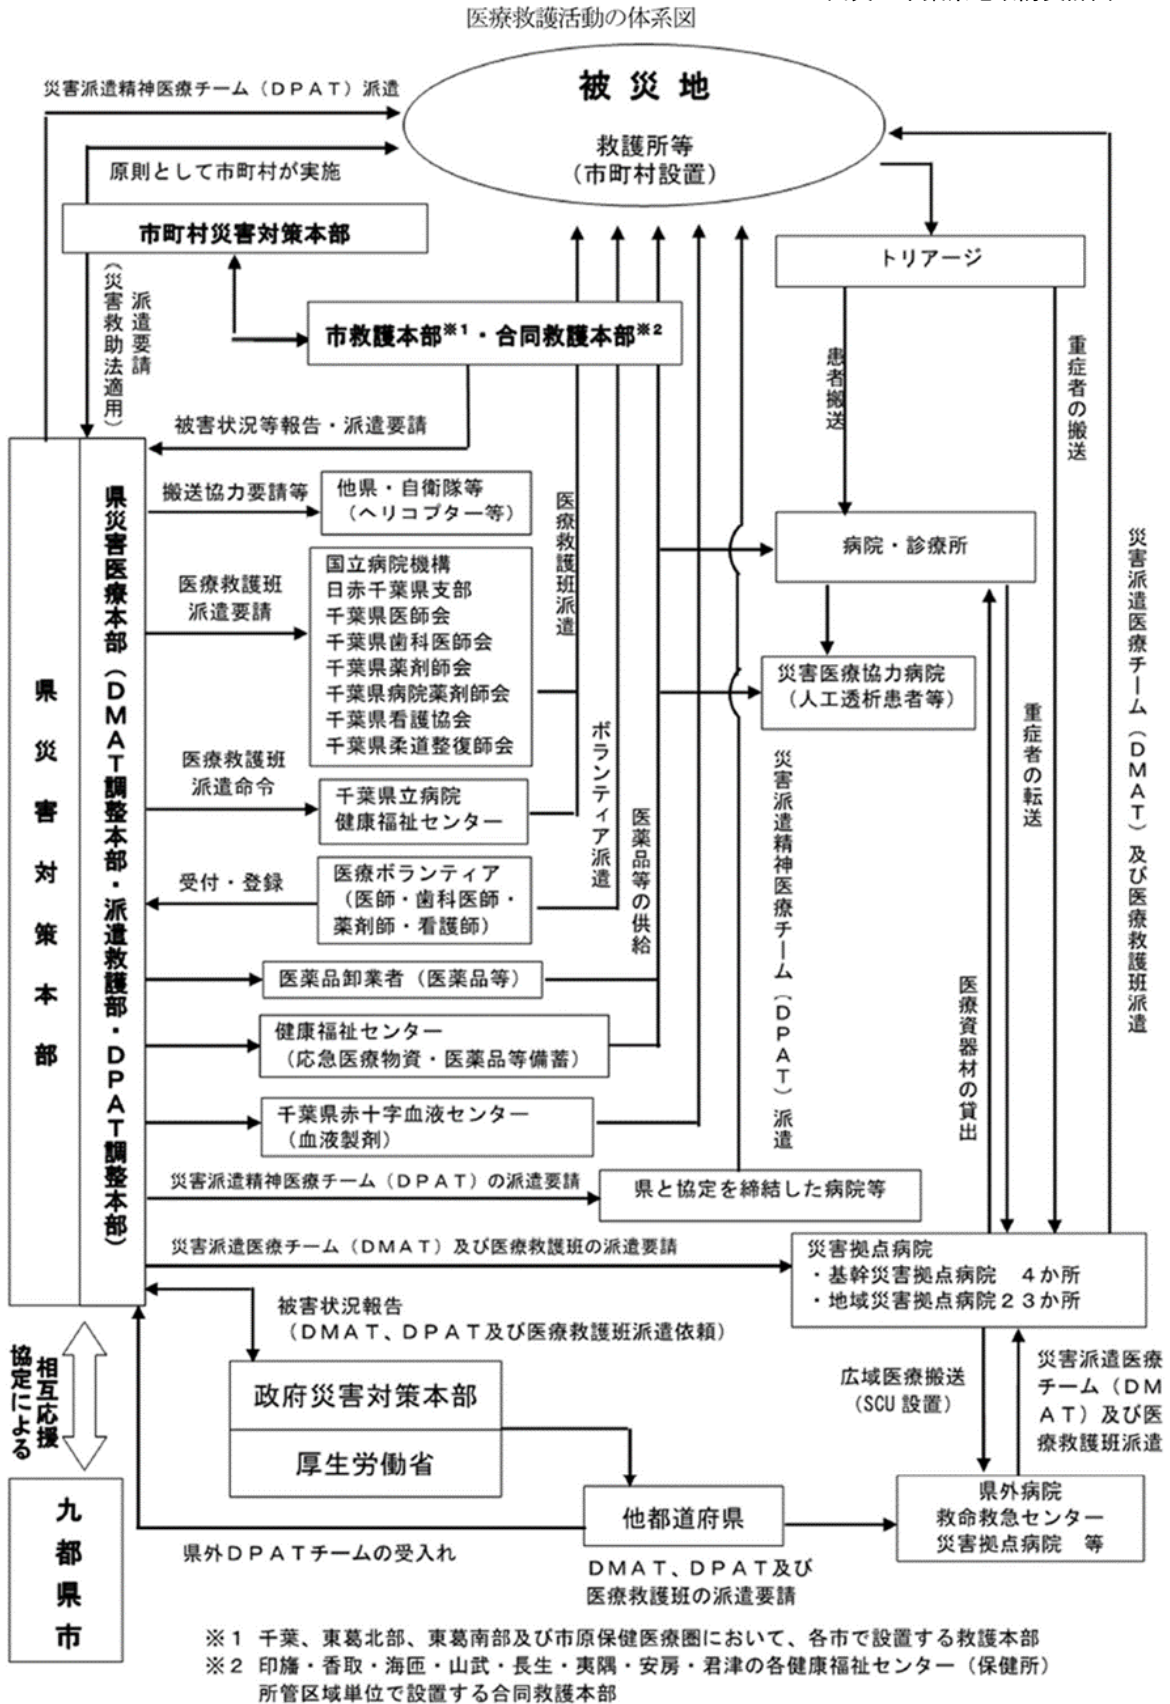 医療救護活動の体系図
被災地
救護所等
（市町村設置）
災害派遣精神医療チーム（ＤＰＡＴ）派遣
原則として市町村が実施
市町村災害対策本部
派遣要請
（災害救助法適用）
市救護本部※1・合同救護本部※2
被害状況等報告・派遣要請
トリアージ
患者搬送
重症者の搬送
県災害対策本部
県災害医療本部（ＤＭＡＴ調整本部・派遣救護部・ＤＰＡＴ調整本部）
搬送協力要請等
他県・自衛隊等
（ヘリコプター等）
医療救護班
派遣要請
国立病院機構
日赤千葉県支部
千葉県医師会
千葉県歯科医師会
千葉県薬剤師会
千葉県病院薬剤師会
千葉県看護協会
千葉県柔道整復師会
医療救護班派遣
医療救護班
派遣命令
千葉県立病院
健康福祉センター
受付・登録
医療ボランティア
（医師・歯科医師・
薬剤師・看護師）
ボランティア派遣
医薬品卸業者（医薬品等）
健康福祉センター
（応急医療物資・医薬品等備蓄）
医薬品等の供給
千葉県赤十字血液センター
（血液製剤）
病院・診療所
災害医療協力病院
（人工透析患者等）
災害派遣精神医療チーム（ＤＰＡＴ）派遣
重症者の転送
医療資器材の貸出
災害派遣医療チーム（ＤＭＡＴ）及び医療救護班派遣
災害派遣精神医療チーム（ＤＰＡＴ）の派遣要請
県と協定を締結した病院等
災害派遣医療チーム（ＤＭＡＴ）及び医療救護班の派遣要請
災害拠点病院
・基幹災害拠点病院　４か所
・地域災害拠点病院２３か所
被害状況報告
（ＤＭＡＴ、ＤＰＡＴ及び医療救護班派遣依頼）
政府災害対策本部
厚生労働省
広域医療搬送
（SCU 設置）
災害派遣医療
チーム（ＤＭ
ＡＴ）及び医
療救護班派遣
協定による
相互応援
九都県市
他都道府県
県外病院
救命救急センター
災害拠点病院　等
県外ＤＰＡＴチームの受入れ
ＤＭＡＴ、ＤＰＡＴ及び
医療救護班の派遣要請
※１　千葉、東葛北部、東葛南部及び市原保健医療圏において、各市で設置する救護本部
※２　印旛・香取・海匝・山武・長生・夷隅・安房・君津の各健康福祉センター（保健所）
所管区域単位で設置する合同救護本部